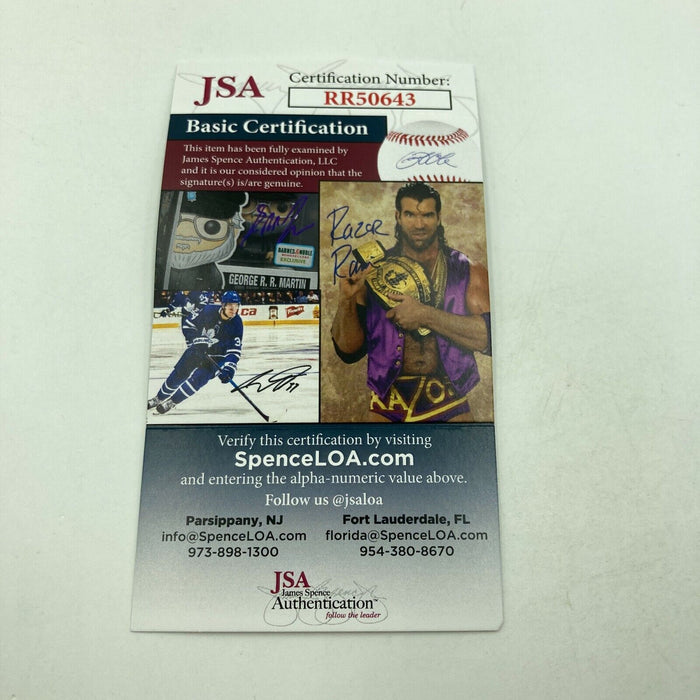 JSA
Certification Number:
RR50643
Basic Certification
This item has been fully examined by
James Spence Authentication, LLC
and it is our considered opinion that the
signature(s) is/are genuine.
BARNES & NOBLE
EXCLUSIVE
GEORGE R. R. MARTIN
Razor
Ramon
RAZOR
Verify this certification by visiting
SpenceLOA.com
and entering the alpha-numeric value above.
Follow us @jsaloa
Parsippany, NJ
info@SpenceLOA.com
973-898-1300
Fort Lauderdale, FL
florida@SpenceLOA.com
954-380-8670
JSA
James Spence
Authentication™
follow the leader